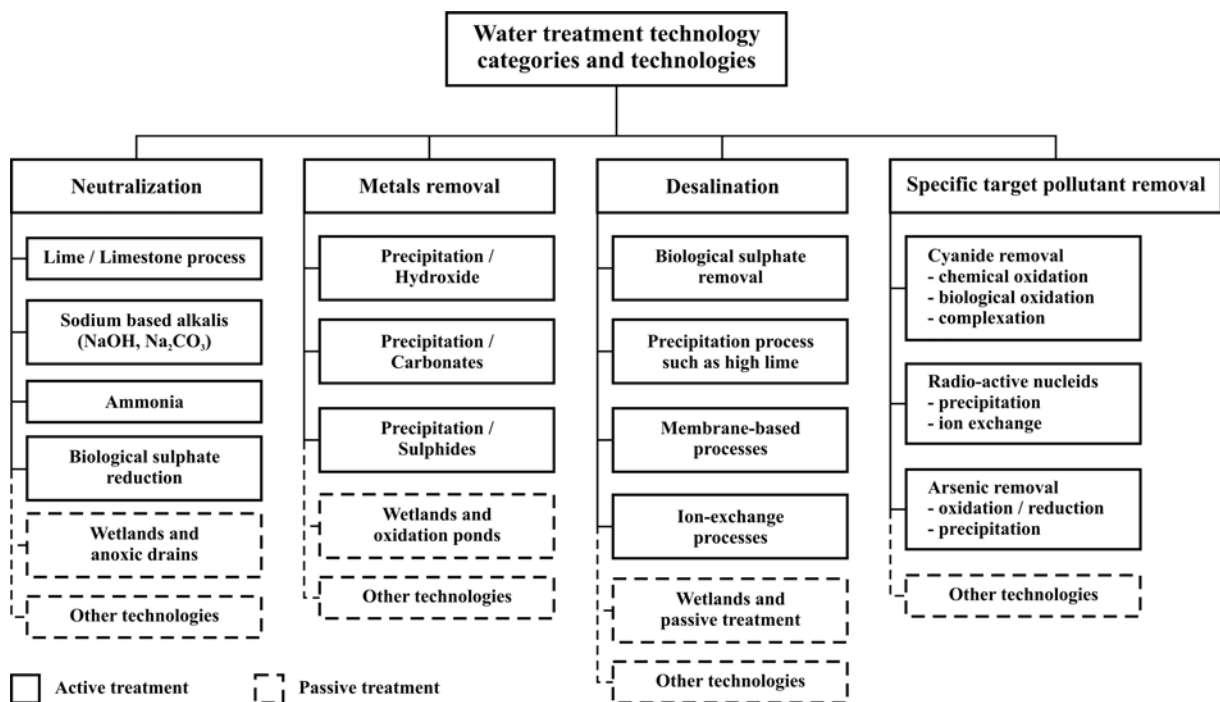 Water treatment technology
categories and technologies
Neutralization
Lime / Limestone process
Sodium based alkalis
(NaOH, Na₂CO₃)
Ammonia
Biological sulphate
reduction
Wetlands and
anoxic drains
Other technologies
Metals removal
Precipitation /
Hydroxide
Precipitation /
Carbonates
Precipitation /
Sulphides
Wetlands and
oxidation ponds
Other technologies
Desalination
Biological sulphate
removal
Precipitation process
such as high lime
Membrane-based
processes
Ion-exchange
processes
Wetlands and
passive treatment
Other technologies
Specific target pollutant removal
Cyanide removal
- chemical oxidation
- biological oxidation
- complexation
Radio-active nucleids
- precipitation
- ion exchange
Arsenic removal
- oxidation / reduction
- precipitation
Other technologies
Active treatment
Passive treatment